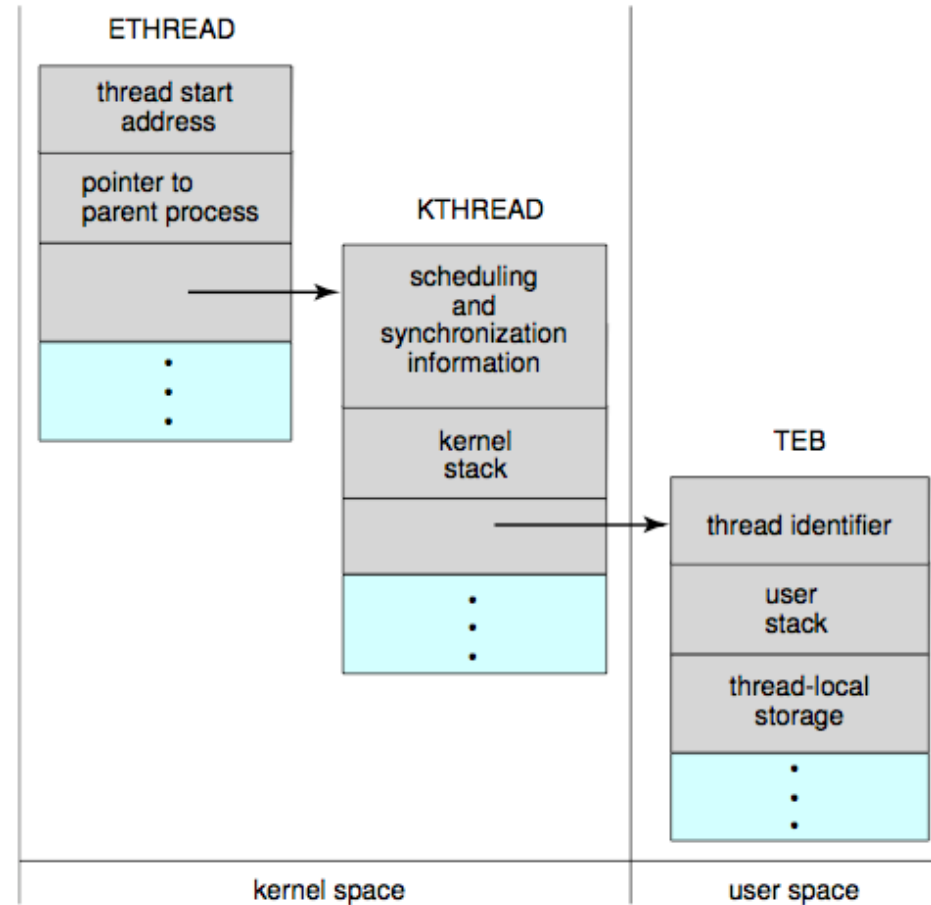 ETHREAD
thread start
address
pointer to
parent process
KTHREAD
scheduling
and
synchronization
information
kernel
stack
TEB
thread identifier
user
stack
thread-local
storage
kernel space
user space